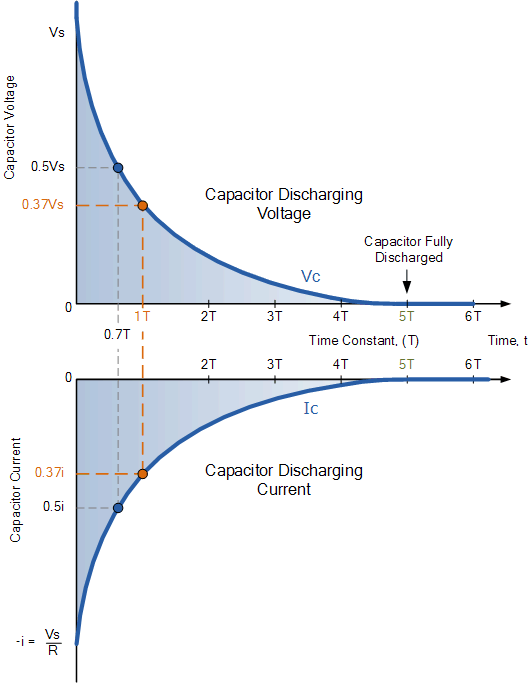 Vs
Capacitor Voltage
0.5Vs
0.37Vs
Capacitor Discharging
Voltage
Capacitor Fully
Discharged
Vc
0
1T
2T
3T
4T
5T
6T
0.7T
Time Constant, (T)
Time, t
2T
3T
4T
5T
6T
0
Ic
Capacitor Current
0.37i
Capacitor Discharging
Current
0.5i
-i = Vs
R